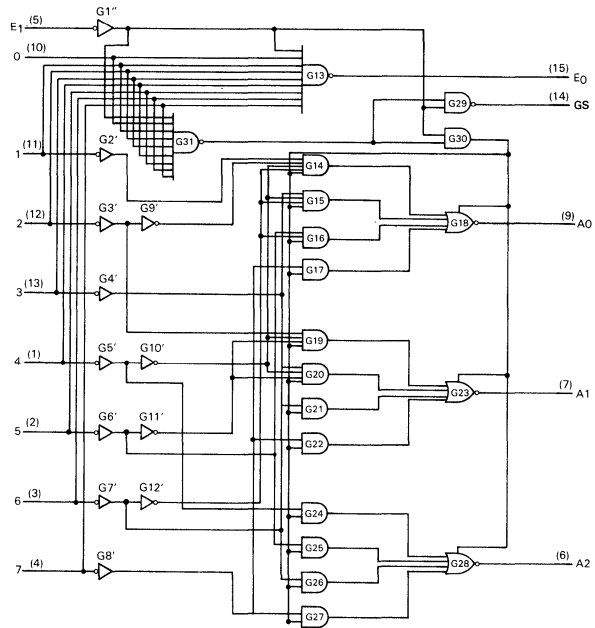 G1″
E1 (5)
0 (10)
G13
(15)
E0
(14)
G29
GS
G31
G30
1 (11)
G2′
G14
G15
2 (12)
G3′
G9′
G18
(9)
A0
G16
G17
3 (13)
G4′
G19
4 (1)
G5′
G10′
G20
G23
(7)
A1
G21
5 (2)
G6′
G11′
G22
6 (3)
G7′
G12′
G24
G25
7 (4)
G8′
G28
(6)
A2
G26
G27